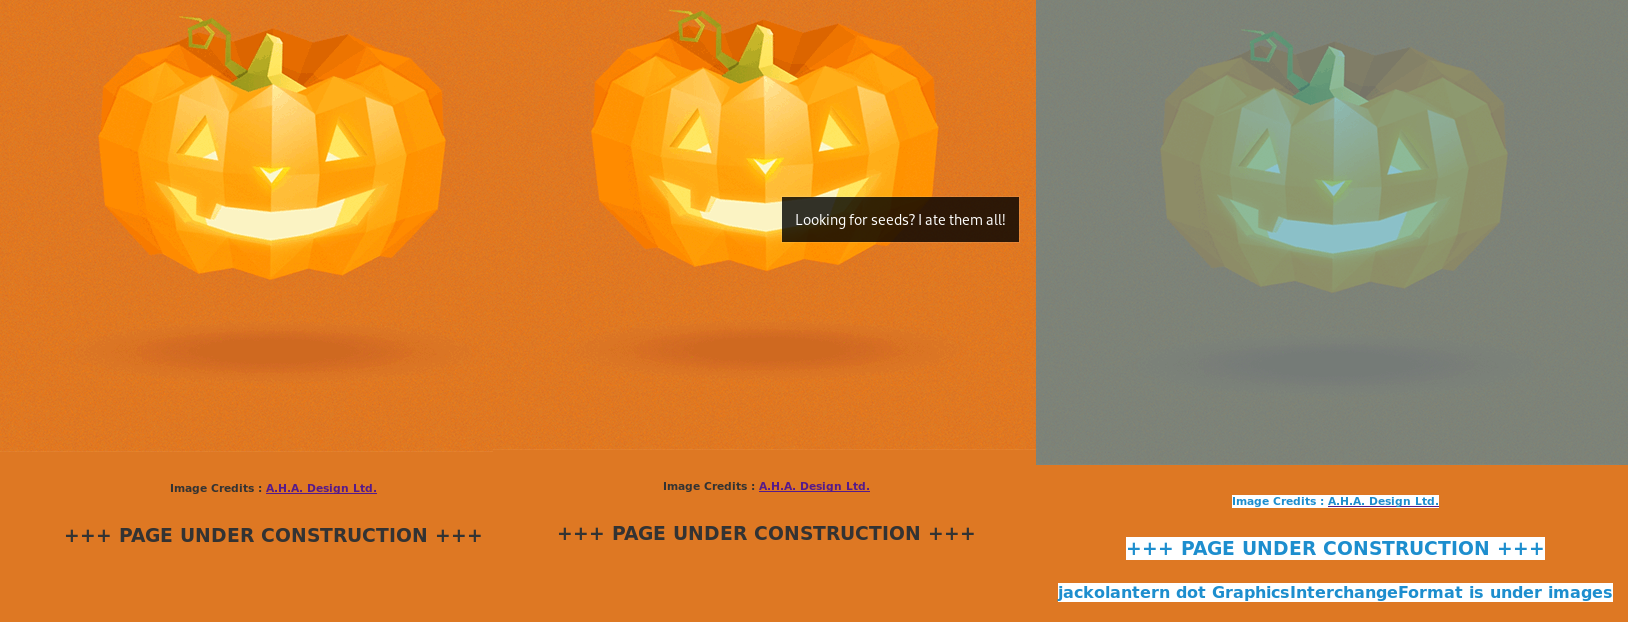 Looking for seeds? I ate them all!
Image Credits : A.H.A. Design Ltd.
+++ PAGE UNDER CONSTRUCTION +++
Image Credits : A.H.A. Design Ltd.
+++ PAGE UNDER CONSTRUCTION +++
Image Credits : A.H.A. Design Ltd.
+++ PAGE UNDER CONSTRUCTION +++
jackolantern dot GraphicsInterchangeFormat is under images